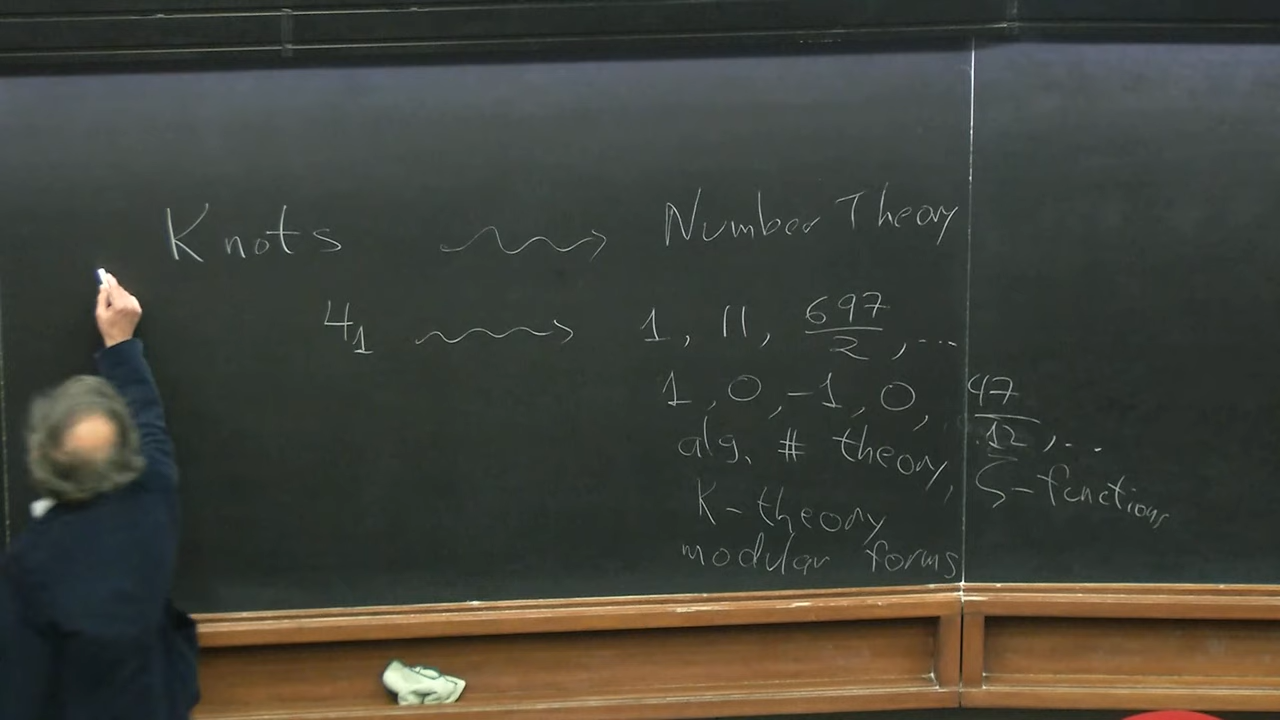 Knots ⟿ Number Theory
4₁ ⟿ 1, 11, 697/2, ...
1, 0, -1, 0, 47/12, ...
alg. # theory, ζ-functions
K-theory
modular forms